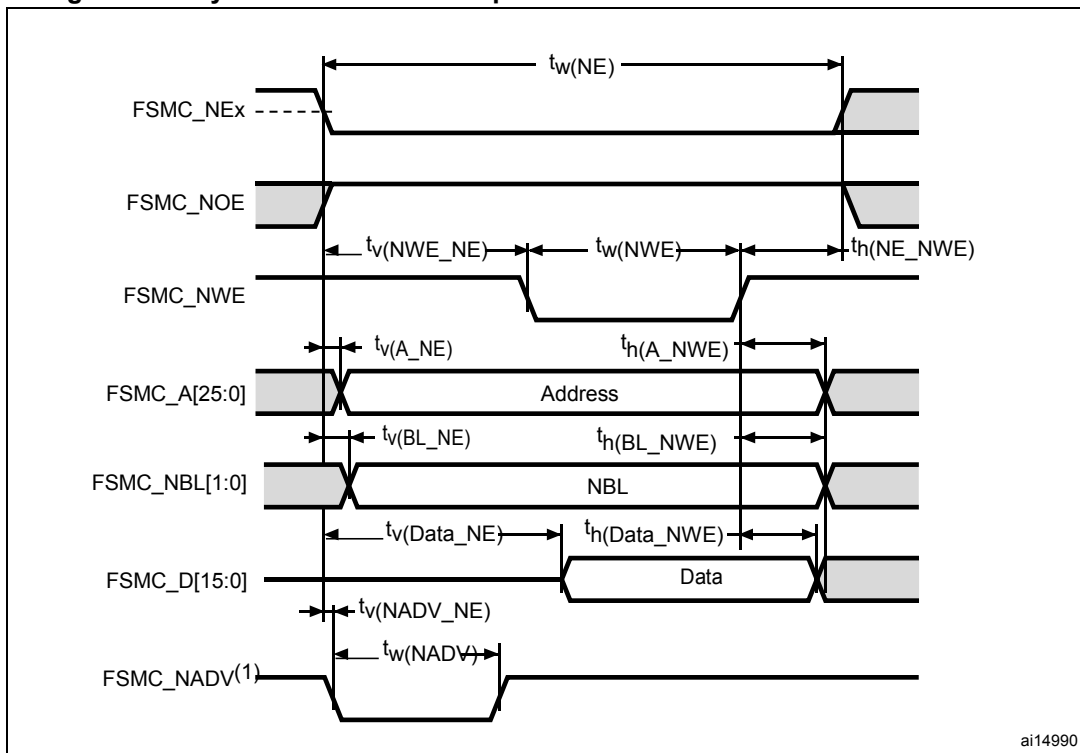 tw(NE)
FSMC_NEx
FSMC_NOE
tv(NWE_NE)
tw(NWE)
th(NE_NWE)
FSMC_NWE
tv(A_NE)
th(A_NWE)
FSMC_A[25:0]
Address
tv(BL_NE)
th(BL_NWE)
FSMC_NBL[1:0]
NBL
tv(Data_NE)
th(Data_NWE)
FSMC_D[15:0]
Data
tv(NADV_NE)
tw(NADV)
FSMC_NADV(1)
ai14990